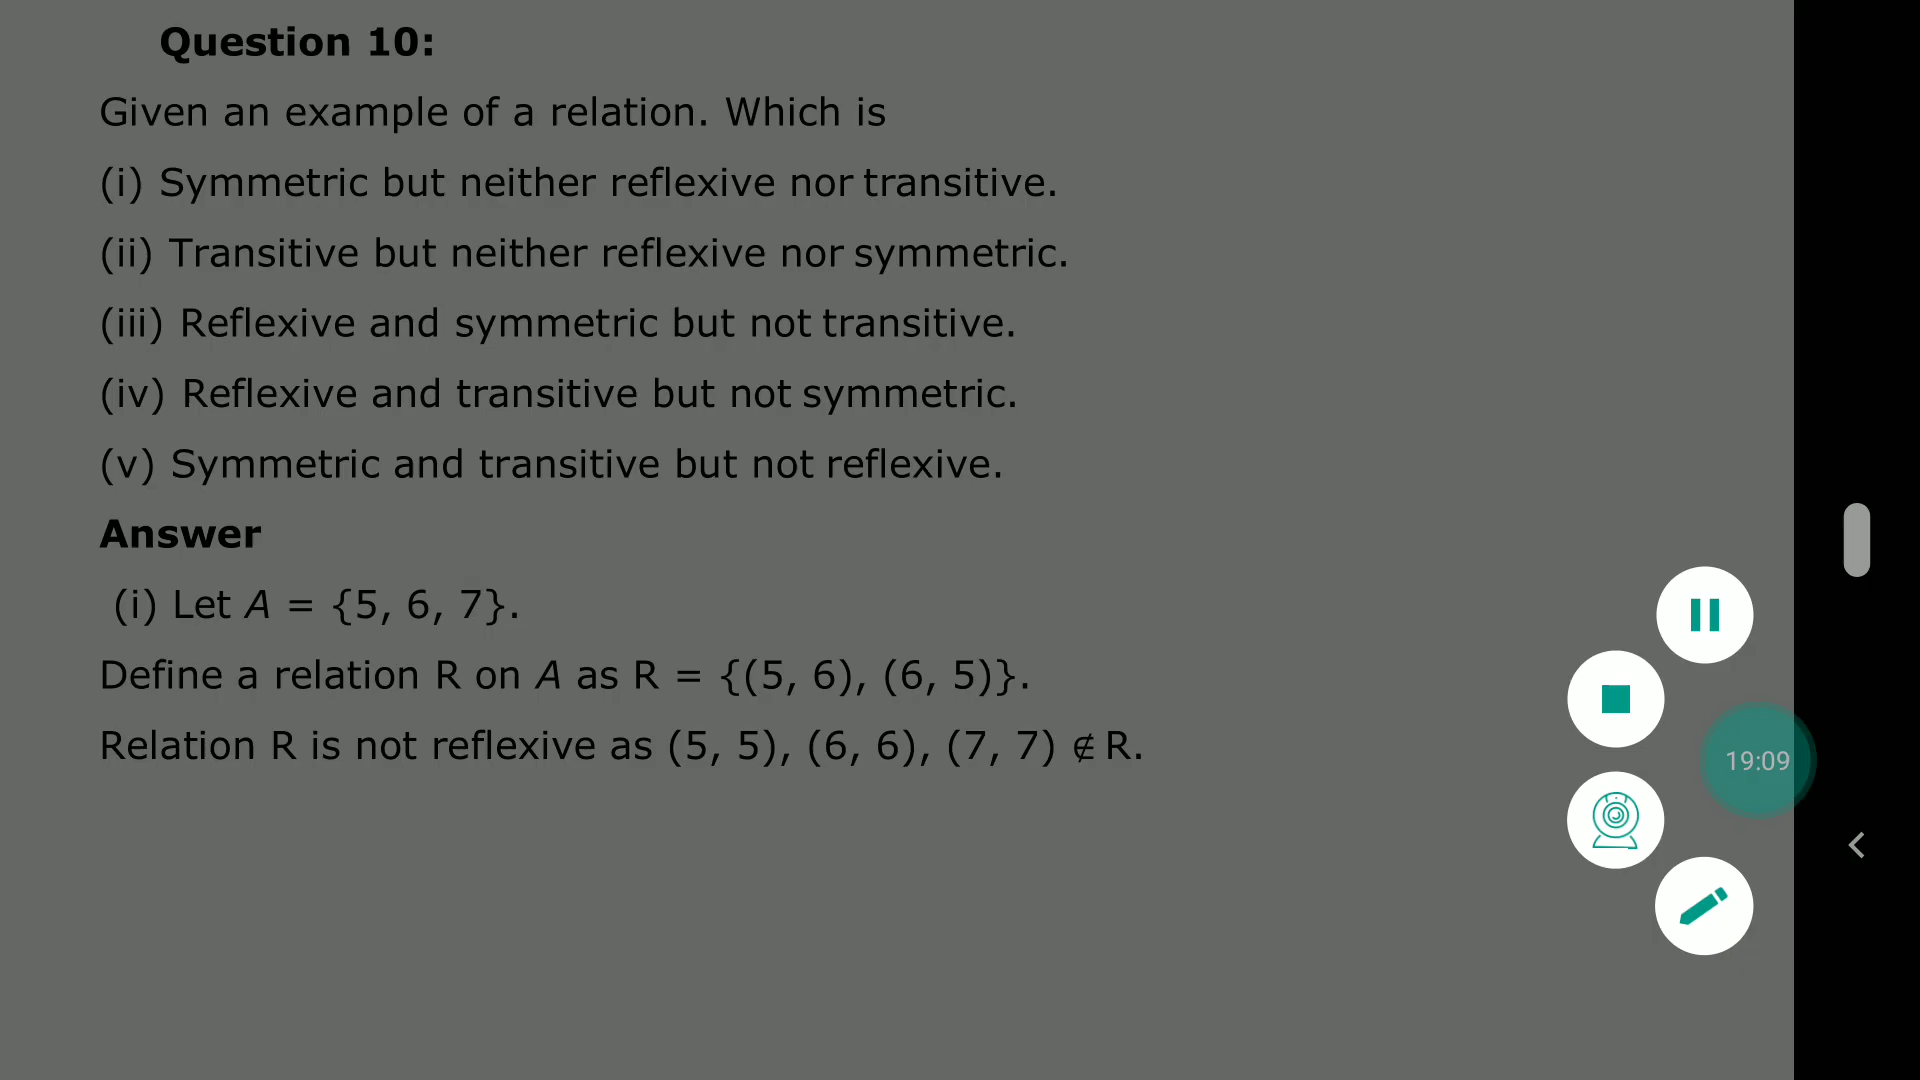 Question 10:
Given an example of a relation. Which is
(i) Symmetric but neither reflexive nor transitive.
(ii) Transitive but neither reflexive nor symmetric.
(iii) Reflexive and symmetric but not transitive.
(iv) Reflexive and transitive but not symmetric.
(v) Symmetric and transitive but not reflexive.
Answer
(i) Let A = {5, 6, 7}.
Define a relation R on A as R = {(5, 6), (6, 5)}.
Relation R is not reflexive as (5, 5), (6, 6), (7, 7) ∉ R.
19:09